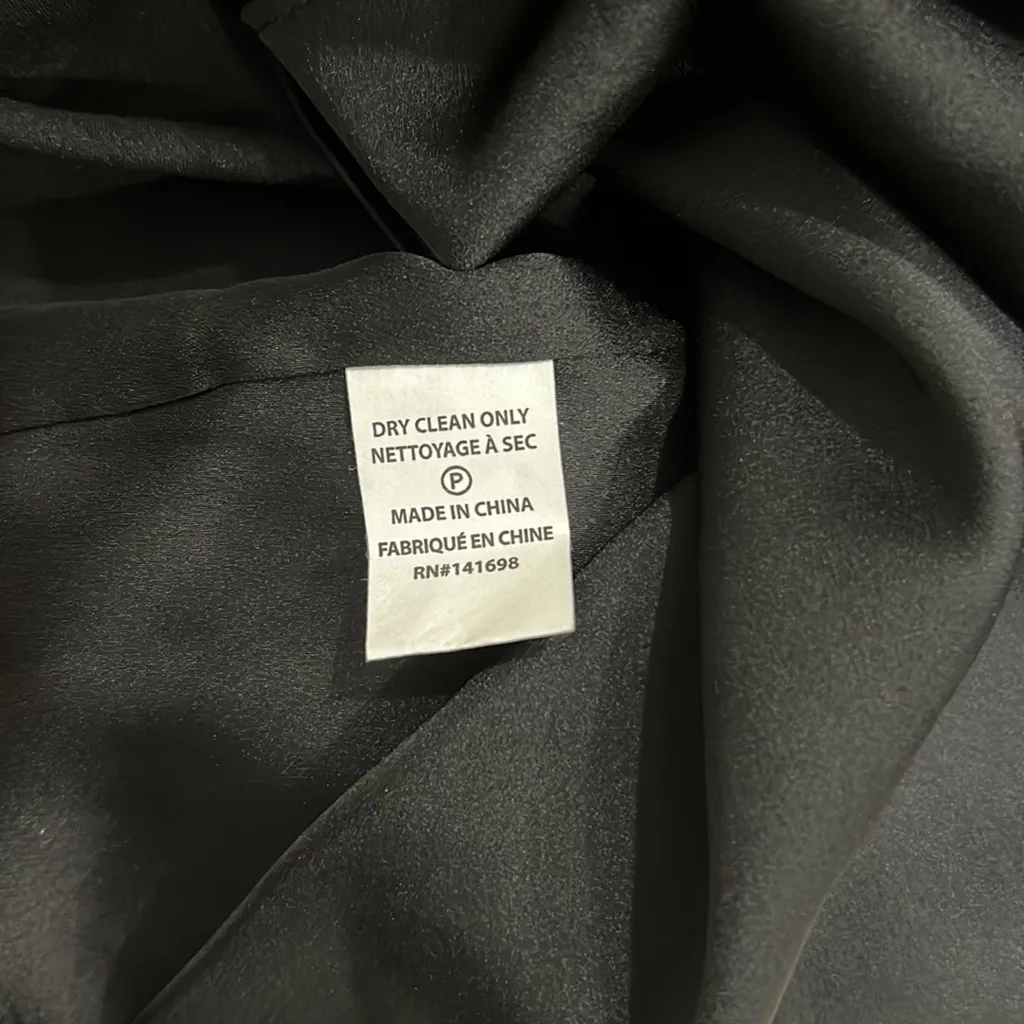 DRY CLEAN ONLY
NETTOYAGE À SEC
P
MADE IN CHINA
FABRIQUÉ EN CHINE
RN#141698